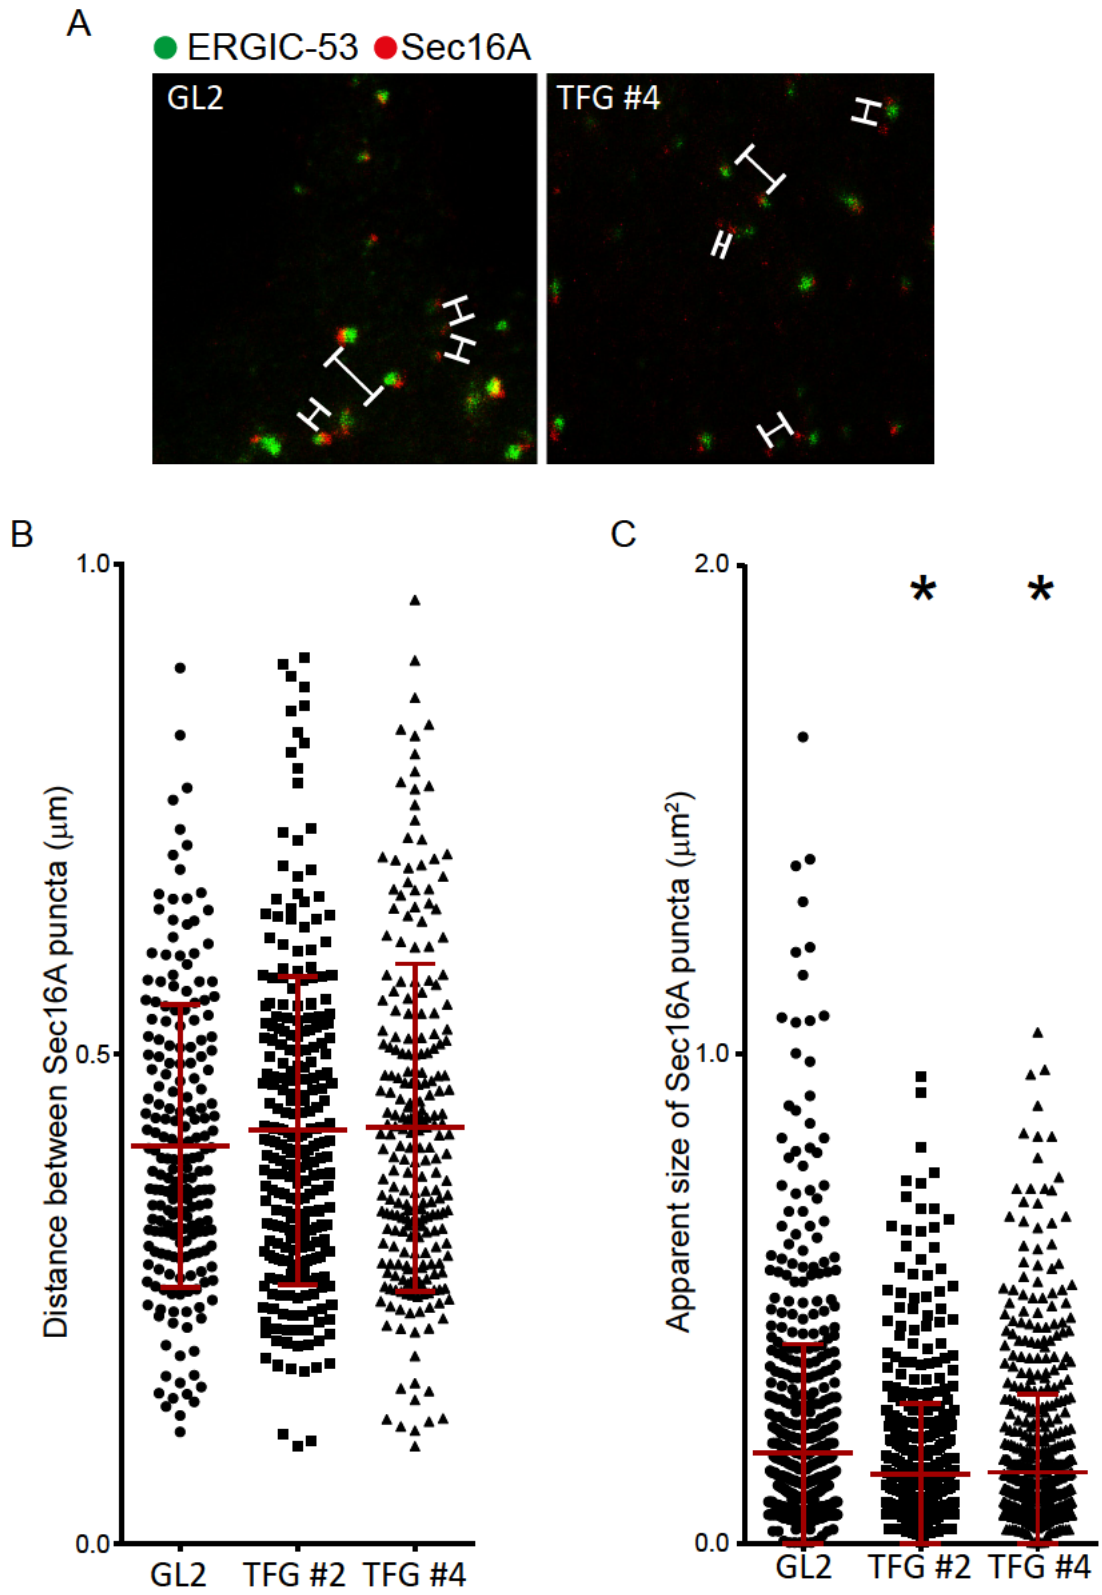 A
ERGIC-53 Sec16A
GL2
TFG #4
B
C
Distance between Sec16A puncta (μm)
1.0
0.5
0.0
GL2 TFG #2 TFG #4
Apparent size of Sec16A puncta (μm²)
2.0
* *
1.0
0.0
GL2 TFG #2 TFG #4